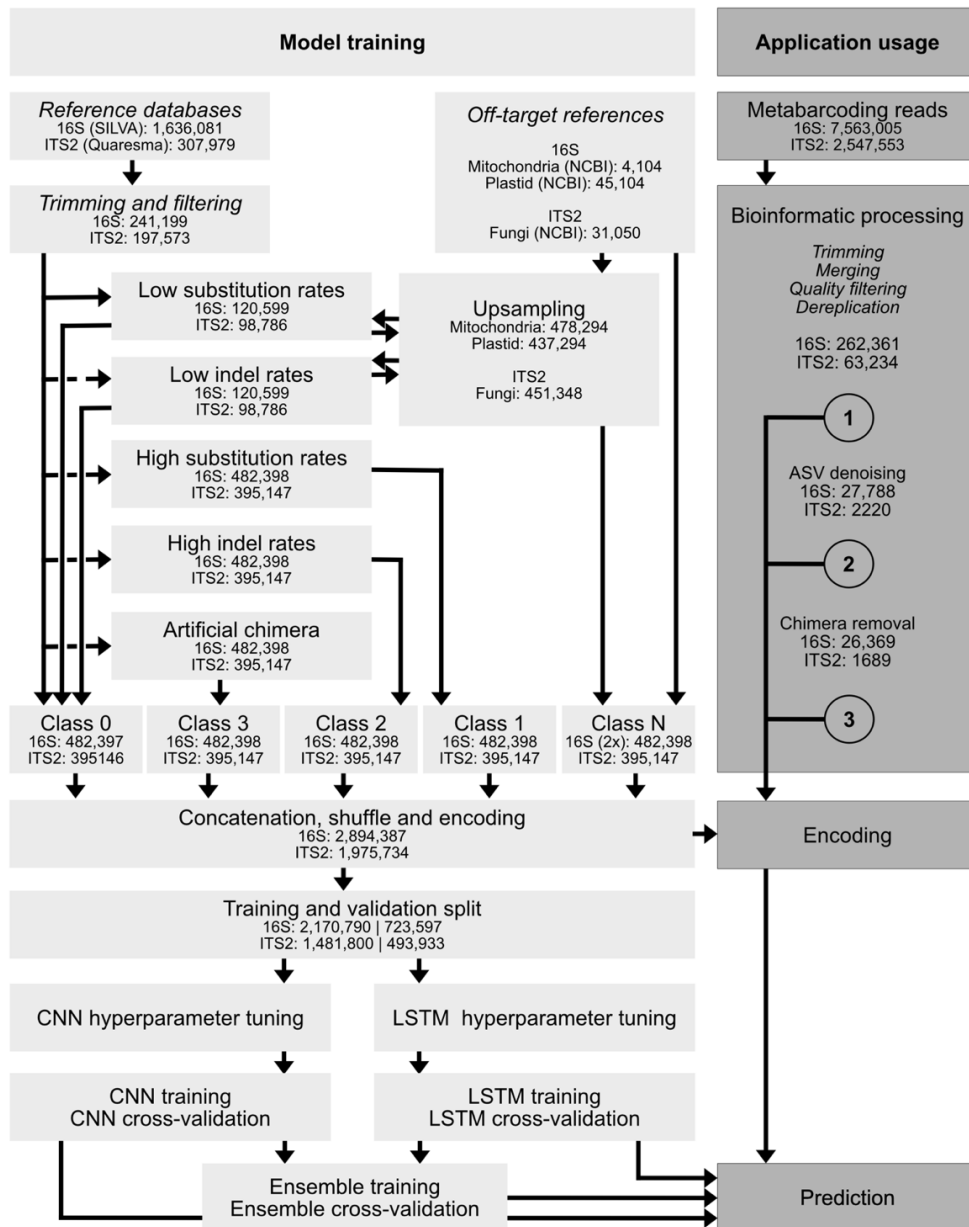 Model training
Application usage
Reference databases
16S (SILVA): 1,636,081
ITS2 (Quaresma): 307,979
Off-target references
16S
Mitochondria (NCBI): 4,104
Plastid (NCBI): 45,104
ITS2
Fungi (NCBI): 31,050
Metabarcoding reads
16S: 7,563,005
ITS2: 2,547,553
Trimming and filtering
16S: 241,199
ITS2: 197,573
Bioinformatic processing
Trimming
Merging
Quality filtering
Dereplication
16S: 262,361
ITS2: 63,234
1
ASV denoising
16S: 27,788
ITS2: 2220
2
Chimera removal
16S: 26,369
ITS2: 1689
3
Low substitution rates
16S: 120,599
ITS2: 98,786
Upsampling
Mitochondria: 478,294
Plastid: 437,294
ITS2
Fungi: 451,348
Low indel rates
16S: 120,599
ITS2: 98,786
High substitution rates
16S: 482,398
ITS2: 395,147
High indel rates
16S: 482,398
ITS2: 395,147
Artificial chimera
16S: 482,398
ITS2: 395,147
Class 0
16S: 482,397
ITS2: 395146
Class 3
16S: 482,398
ITS2: 395,147
Class 2
16S: 482,398
ITS2: 395,147
Class 1
16S: 482,398
ITS2: 395,147
Class N
16S (2x): 482,398
ITS2: 395,147
Concatenation, shuffle and encoding
16S: 2,894,387
ITS2: 1,975,734
Encoding
Training and validation split
16S: 2,170,790 | 723,597
ITS2: 1,481,800 | 493,933
CNN hyperparameter tuning
LSTM hyperparameter tuning
CNN training
CNN cross-validation
LSTM training
LSTM cross-validation
Ensemble training
Ensemble cross-validation
Prediction